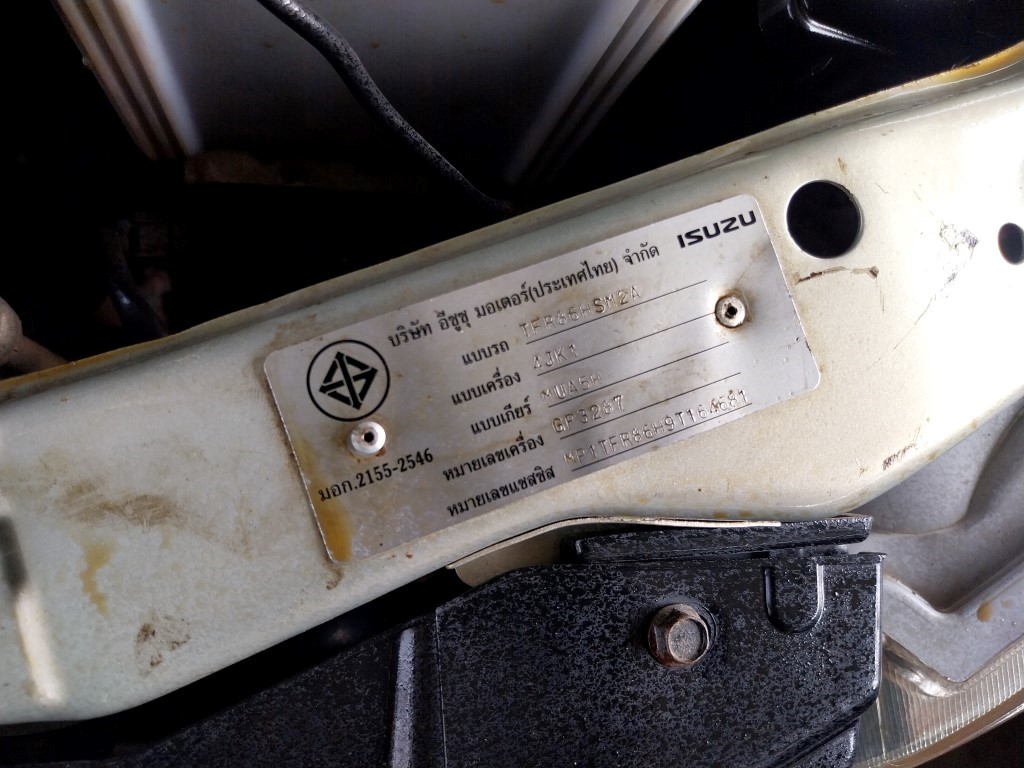 ISUZU
บริษัท อีซูซุ มอเตอร์(ประเทศไทย) จำกัด
แบบรถ TFR86HSM2A
แบบเครื่อง 4JK1
แบบเกียร์ MUA5H
หมายเลขเครื่อง GP3267
หมายเลขแชสซิส MP1TFR86H9T164681
มอก.2155-2546